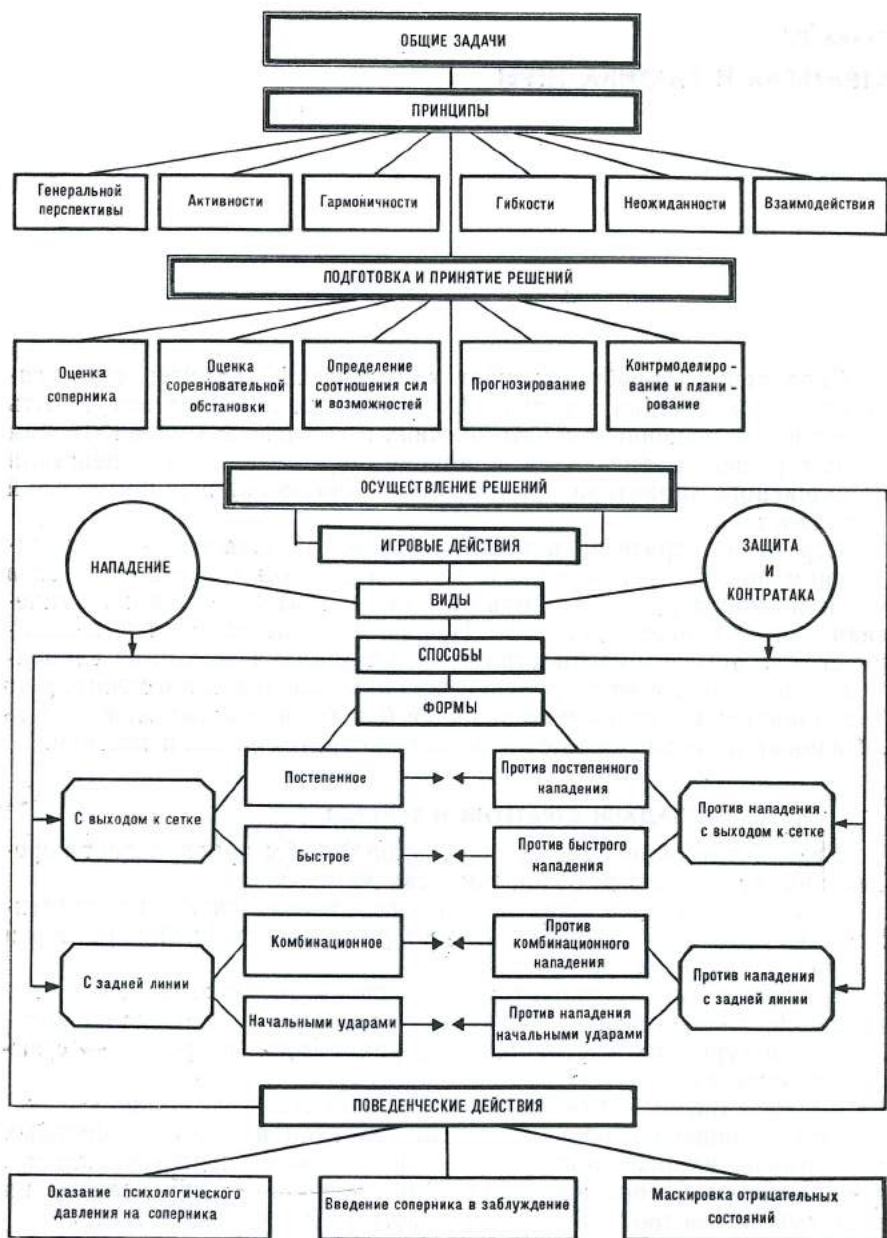 ОБЩИЕ ЗАДАЧИ
ПРИНЦИПЫ
Генеральной
перспективы
Активности
Гармоничности
Гибкости
Неожиданности
Взаимодействия
ПОДГОТОВКА И ПРИНЯТИЕ РЕШЕНИЙ
Оценка
соперника
Оценка
соревновательной
обстановки
Определение
соотношения сил
и возможностей
Прогнозирование
Контрмоделиро -
вание и плани -
рование
ОСУЩЕСТВЛЕНИЕ РЕШЕНИЙ
ИГРОВЫЕ ДЕЙСТВИЯ
НАПАДЕНИЕ
ЗАЩИТА
И
КОНТРАТАКА
ВИДЫ
СПОСОБЫ
ФОРМЫ
Постепенное
Против постепенного
нападения
С выходом к сетке
Против нападения
с выходом к сетке
Быстрое
Против быстрого
нападения
Комбинационное
Против
комбинационного
нападения
С задней линии
Против нападения
с задней линии
Начальными ударами
Против нападения
начальными ударами
ПОВЕДЕНЧЕСКИЕ ДЕЙСТВИЯ
Оказание психологического
давления на соперника
Введение соперника в заблуждение
Маскировка отрицательных
состояний